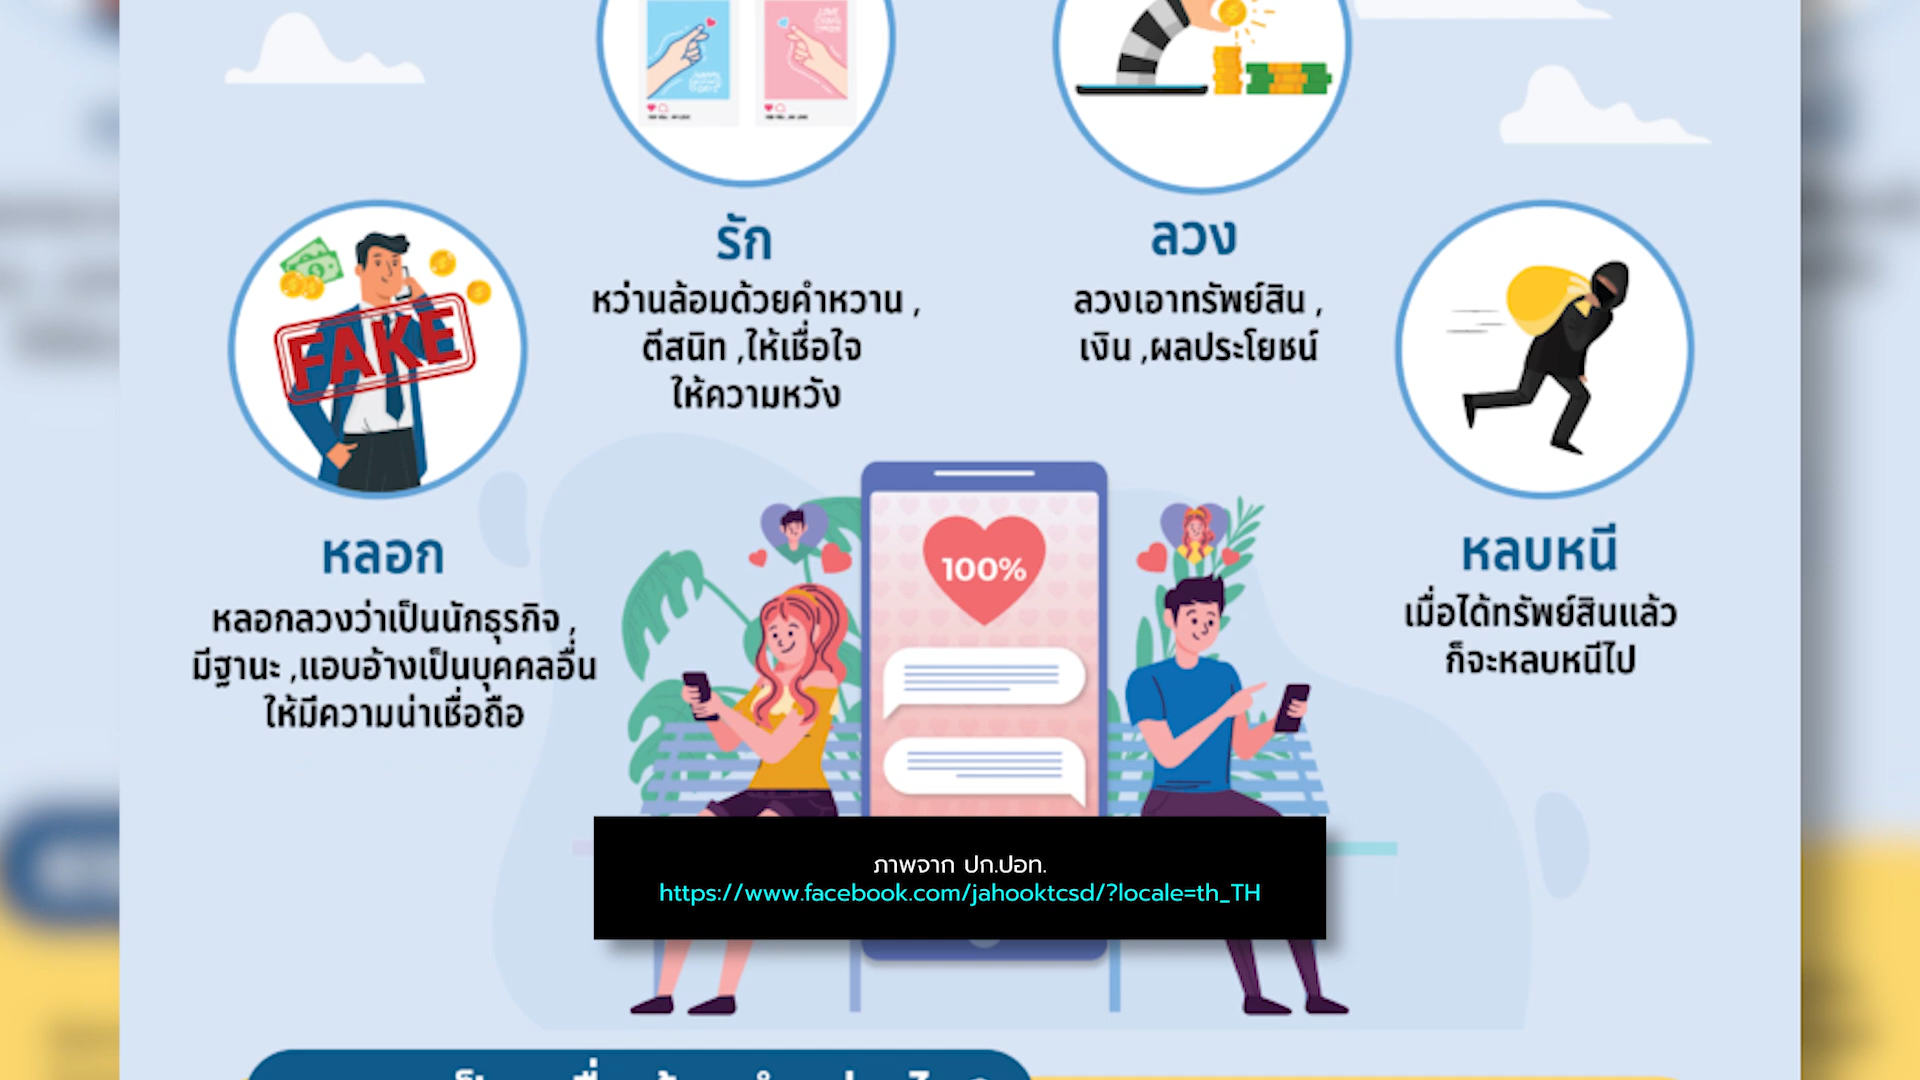 รัก
หว่านล้อมด้วยคำหวาน ,
ตีสนิท ,ให้เชื่อใจ
ให้ความหวัง
ลวง
ลวงเอาทรัพย์สิน ,
เงิน ,ผลประโยชน์
FAKE
หลอก
หลอกลวงว่าเป็นนักธุรกิจ ,
มีฐานะ ,แอบอ้างเป็นบุคคลอื่น
ให้มีความน่าเชื่อถือ
หลบหนี
เมื่อได้ทรัพย์สินแล้ว
ก็จะหลบหนีไป
100%
ภาพจาก ปก.ปอท.
https://www.facebook.com/jahooktcsd/?locale=th_TH